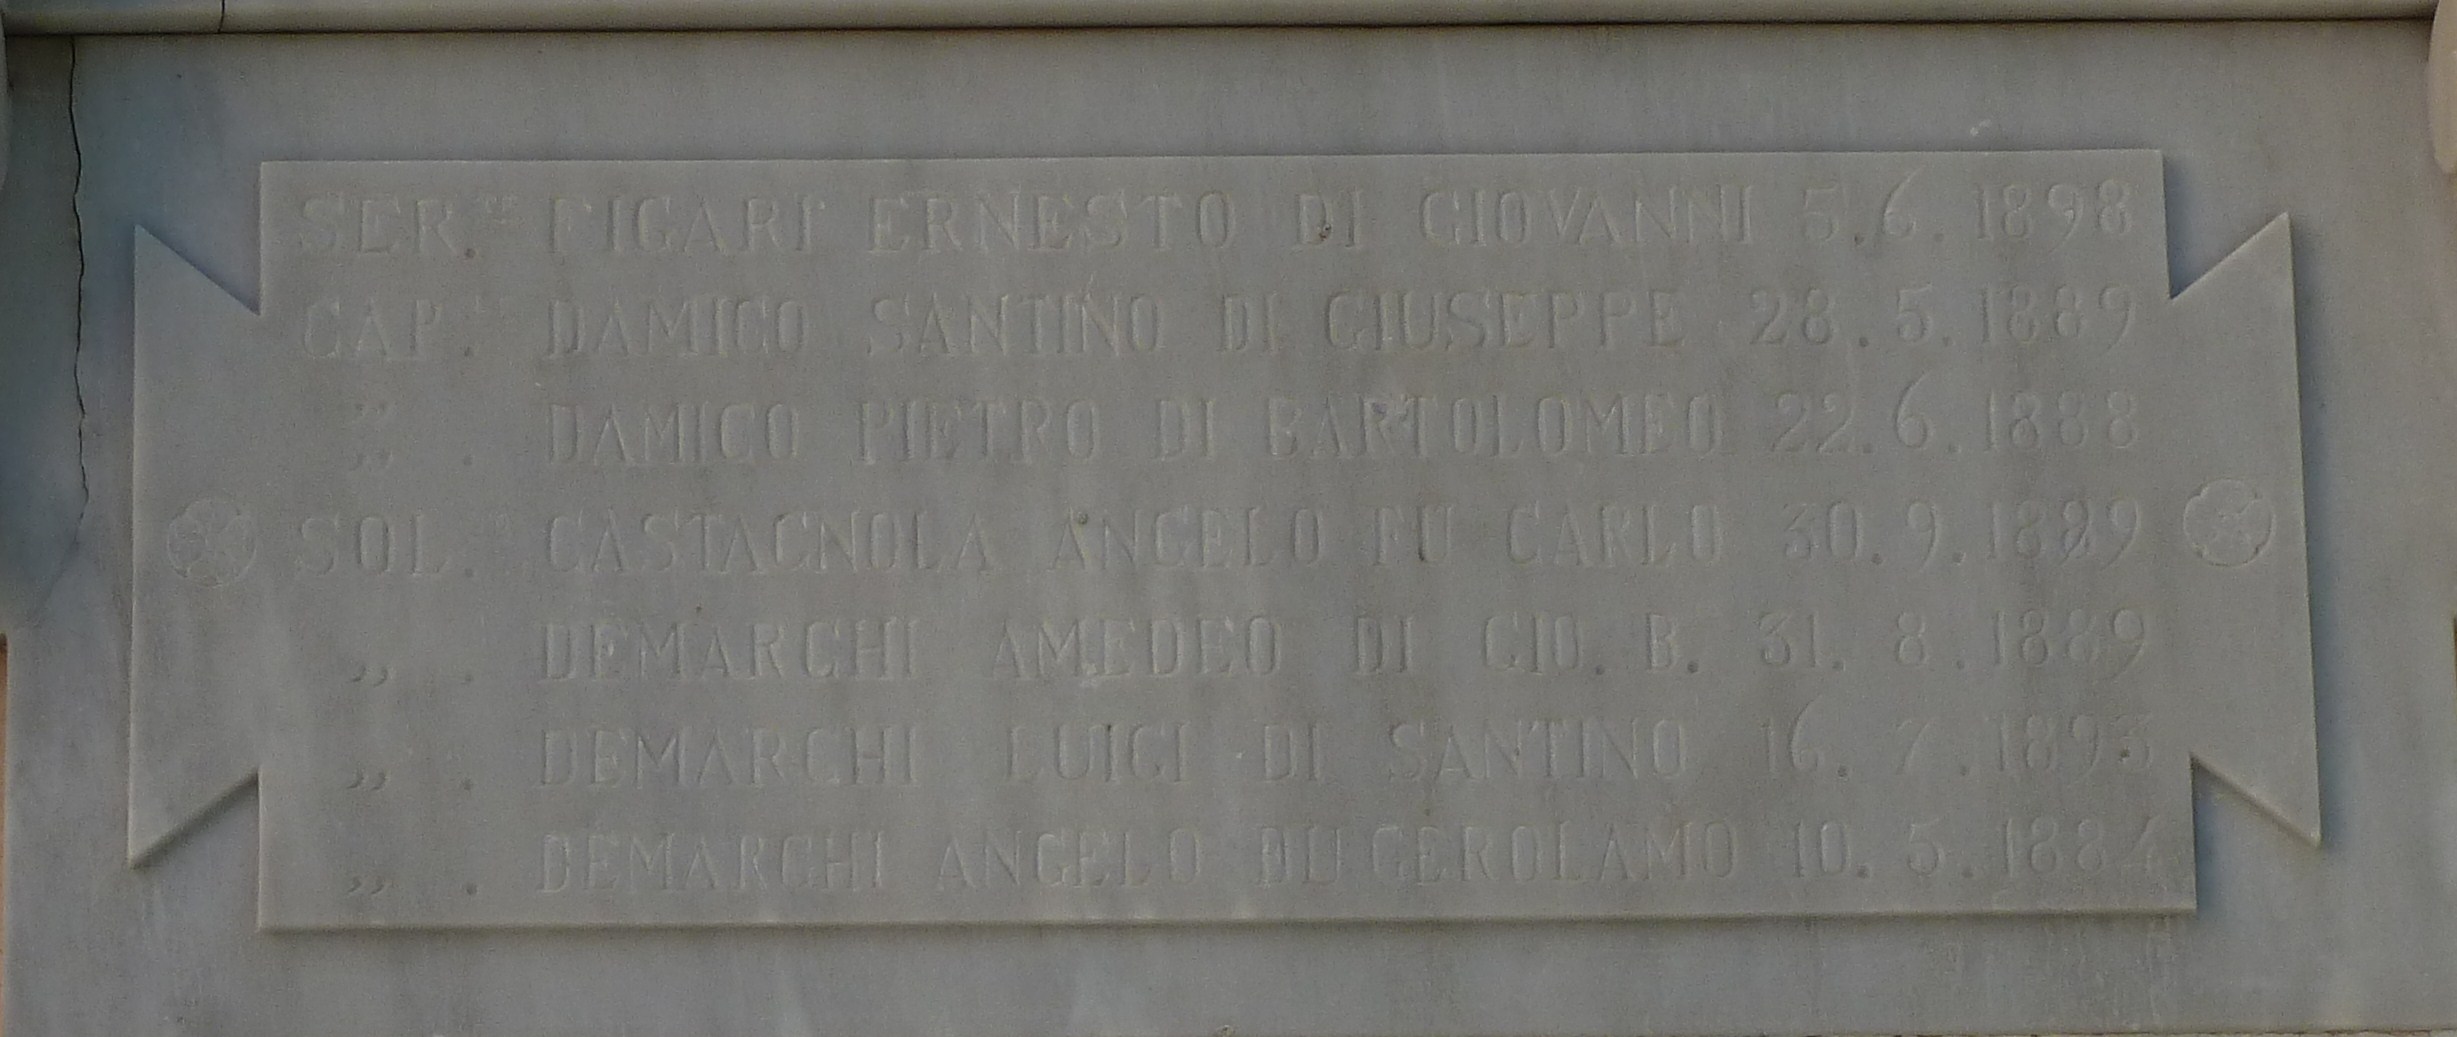 SER.TE FIGARI ERNESTO DI GIOVANNI 5.6.1898
CAP.LE DAMICO SANTINO DI GIUSEPPE 28.5.1889
„ . DAMICO PIETRO DI BARTOLOMEO 22.6.1888
SOL.O CASTAGNOLA ANGELO FU CARLO 30.9.1889
„ . DEMARCHI AMEDEO DI GIO. B. 31.8.1889
„ . DEMARCHI LUIGI DI SANTINO 16.7.1893
„ . DEMARCHI ANGELO DI GEROLAMO 10.5.1884